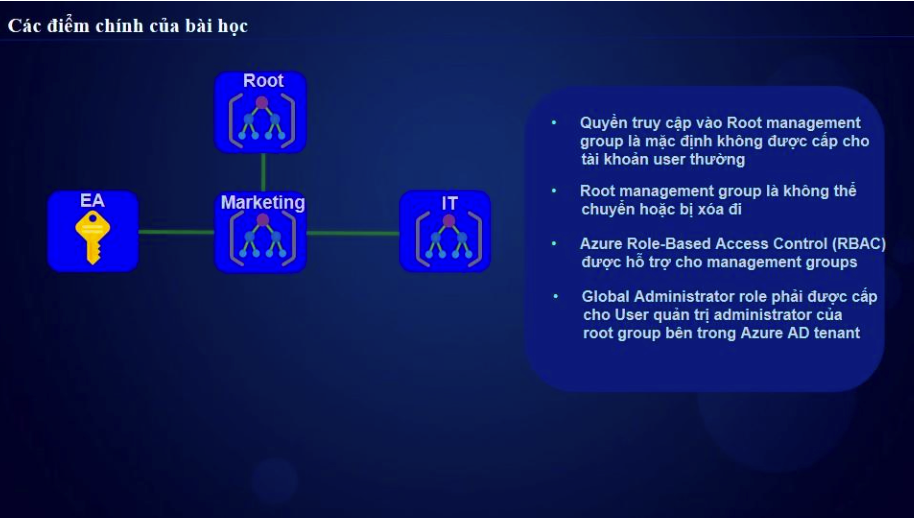 Các điểm chính của bài học
Root
EA
Marketing
IT
• Quyền truy cập vào Root management
group là mặc định không được cấp cho
tài khoản user thường
• Root management group là không thể
chuyển hoặc bị xóa đi
• Azure Role-Based Access Control (RBAC)
được hỗ trợ cho management groups
• Global Administrator role phải được cấp
cho User quản trị administrator của
root group bên trong Azure AD tenant